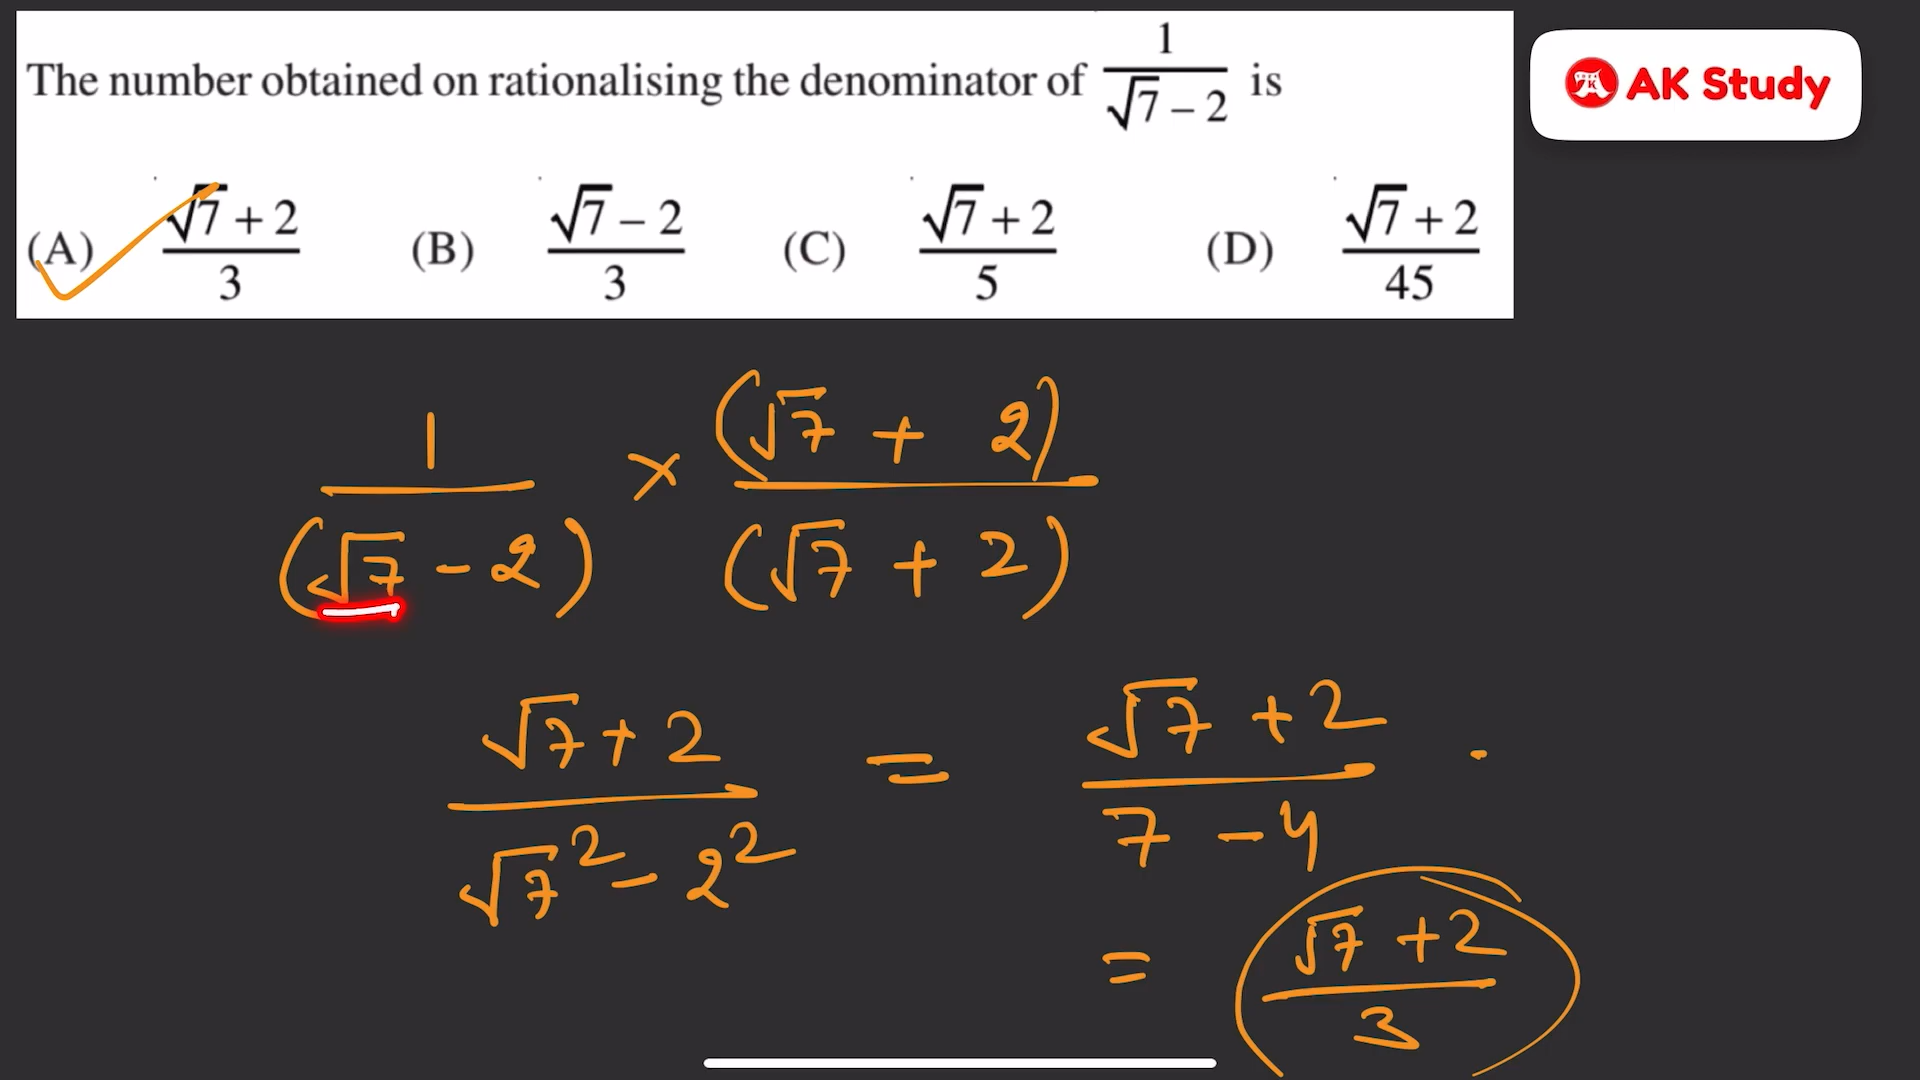 The number obtained on rationalising the denominator of 1/(√7 – 2) is
AK Study
(A) (√7 + 2)/3 (B) (√7 – 2)/3 (C) (√7 + 2)/5 (D) (√7 + 2)/45
1/(√7 - 2) × (√7 + 2)/(√7 + 2)
(√7 + 2)/(√7² - 2²) = (√7 + 2)/(7 - 4)
= (√7 + 2)/3